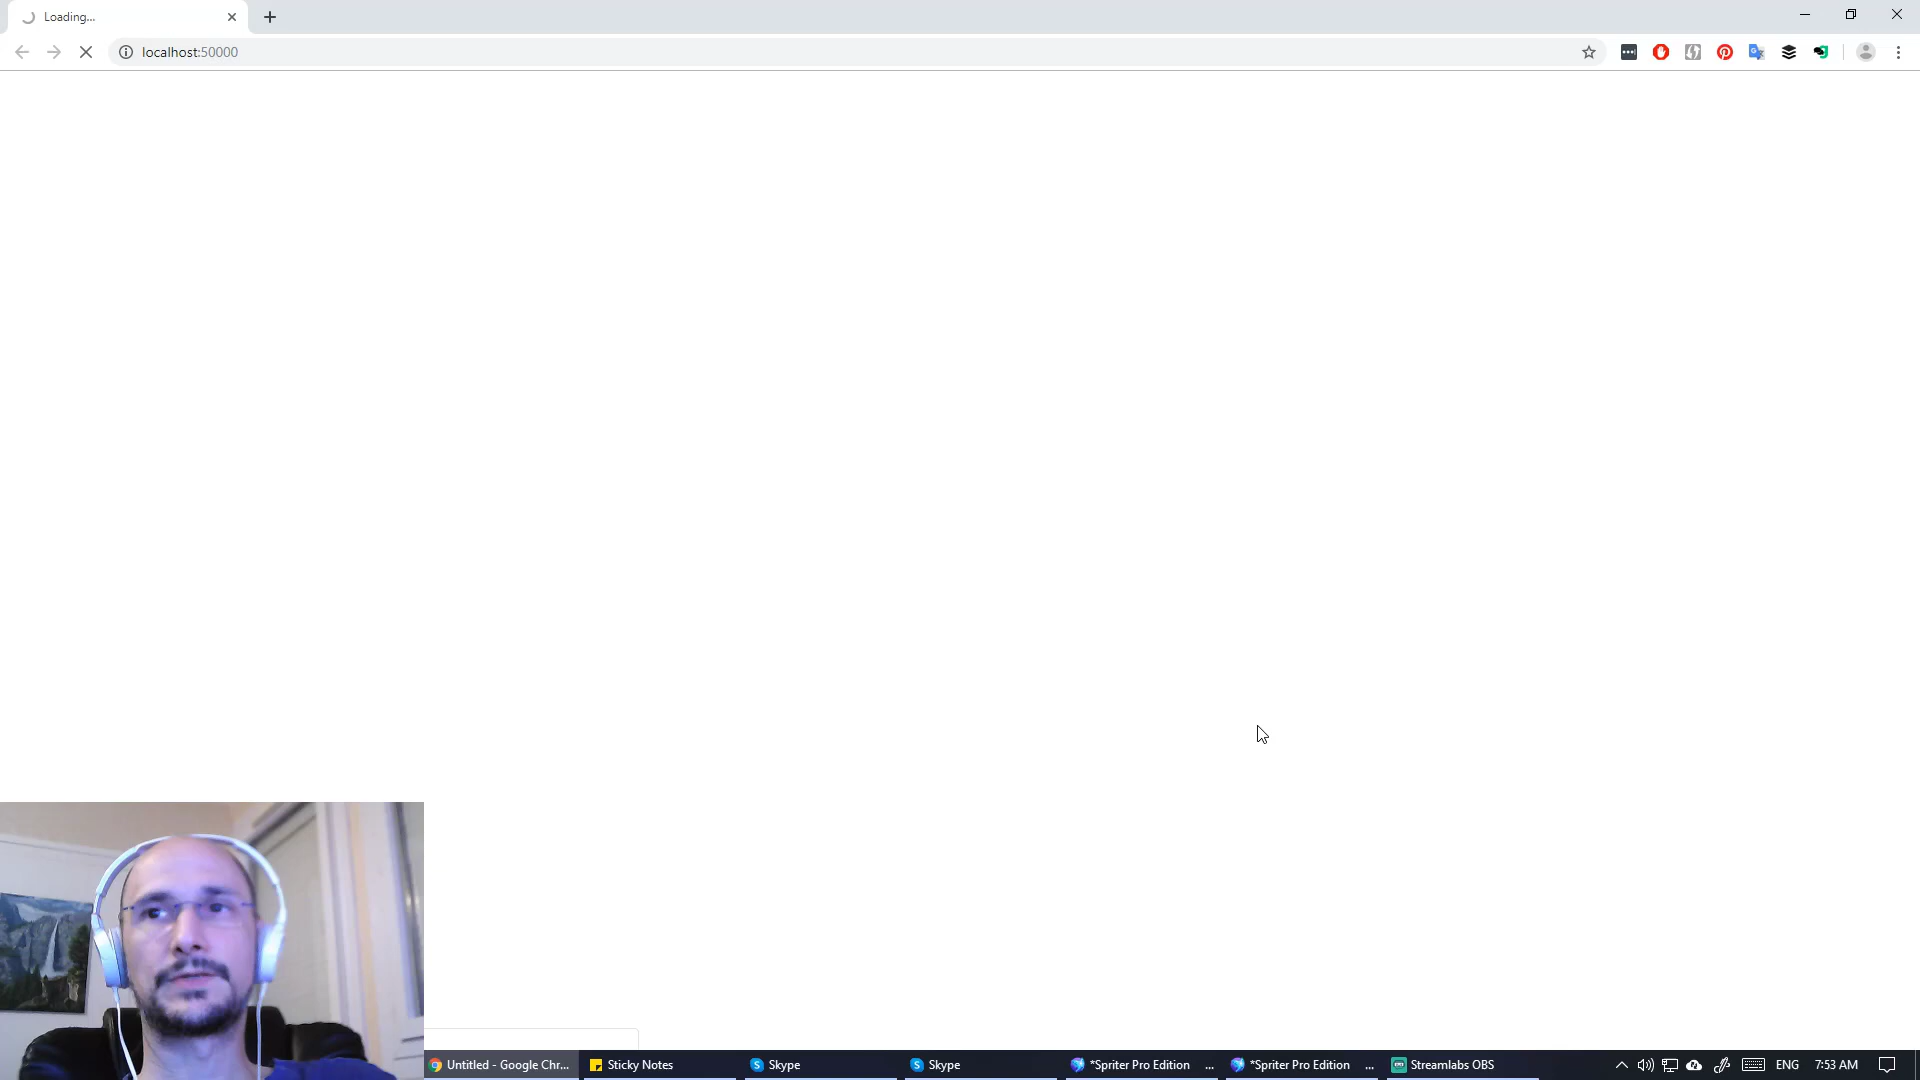 Loading...
localhost:50000
Untitled - Google Chr...
Sticky Notes
Skype
Skype
*Spriter Pro Edition ...
*Spriter Pro Edition ...
Streamlabs OBS
ENG
7:53 AM